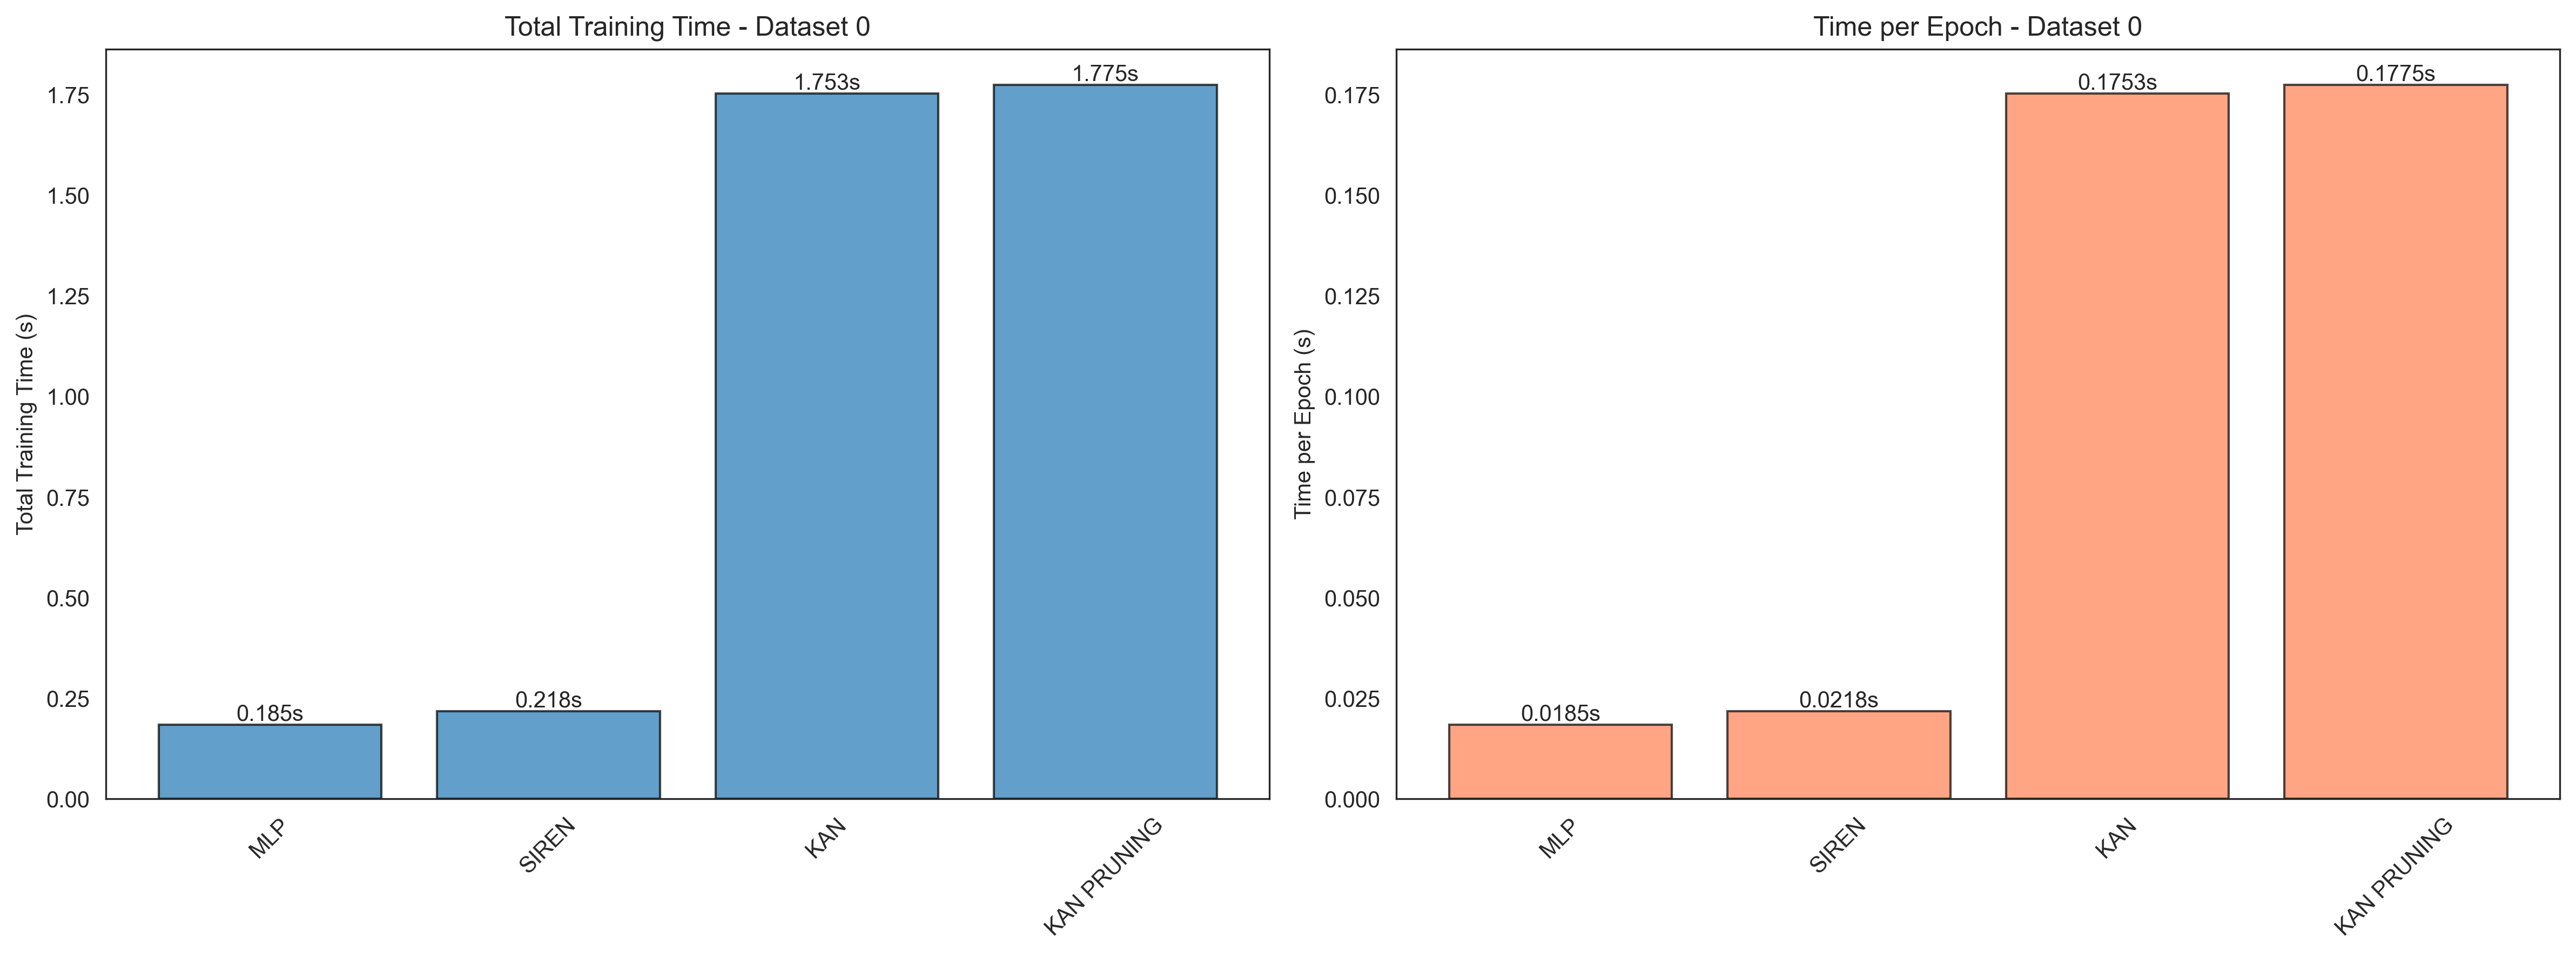 Total Training Time - Dataset 0
Total Training Time (s)
1.75
1.50
1.25
1.00
0.75
0.50
0.25
0.00
0.185s
0.218s
1.753s
1.775s
MLP
SIREN
KAN
KAN PRUNING
Time per Epoch - Dataset 0
Time per Epoch (s)
0.175
0.150
0.125
0.100
0.075
0.050
0.025
0.000
0.0185s
0.0218s
0.1753s
0.1775s
MLP
SIREN
KAN
KAN PRUNING